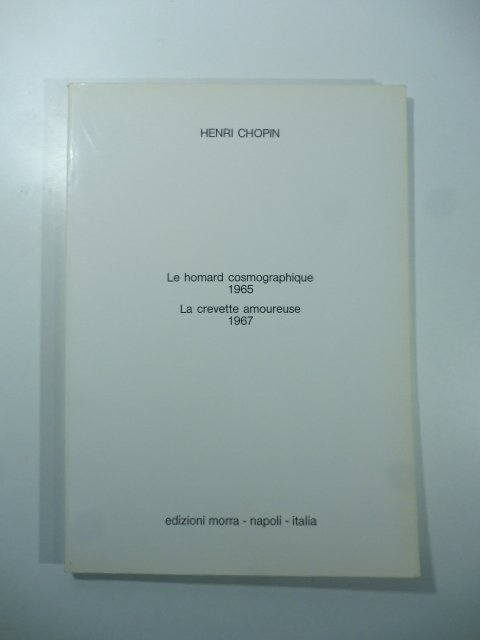 HENRI CHOPIN
Le homard cosmographique
1965
La crevette amoureuse
1967
edizioni morra - napoli - italia